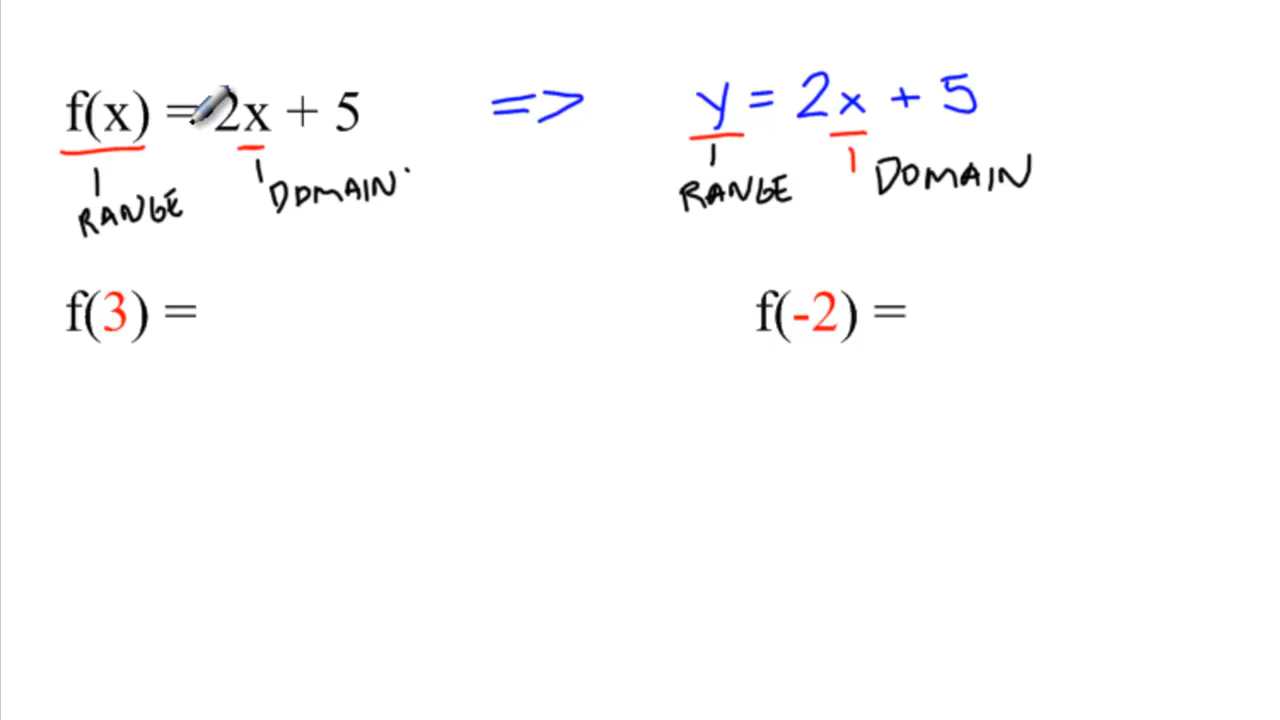 f(x) = 2x + 5 => y = 2x + 5
RANGE DOMAIN RANGE DOMAIN
f(3) = f(-2) =